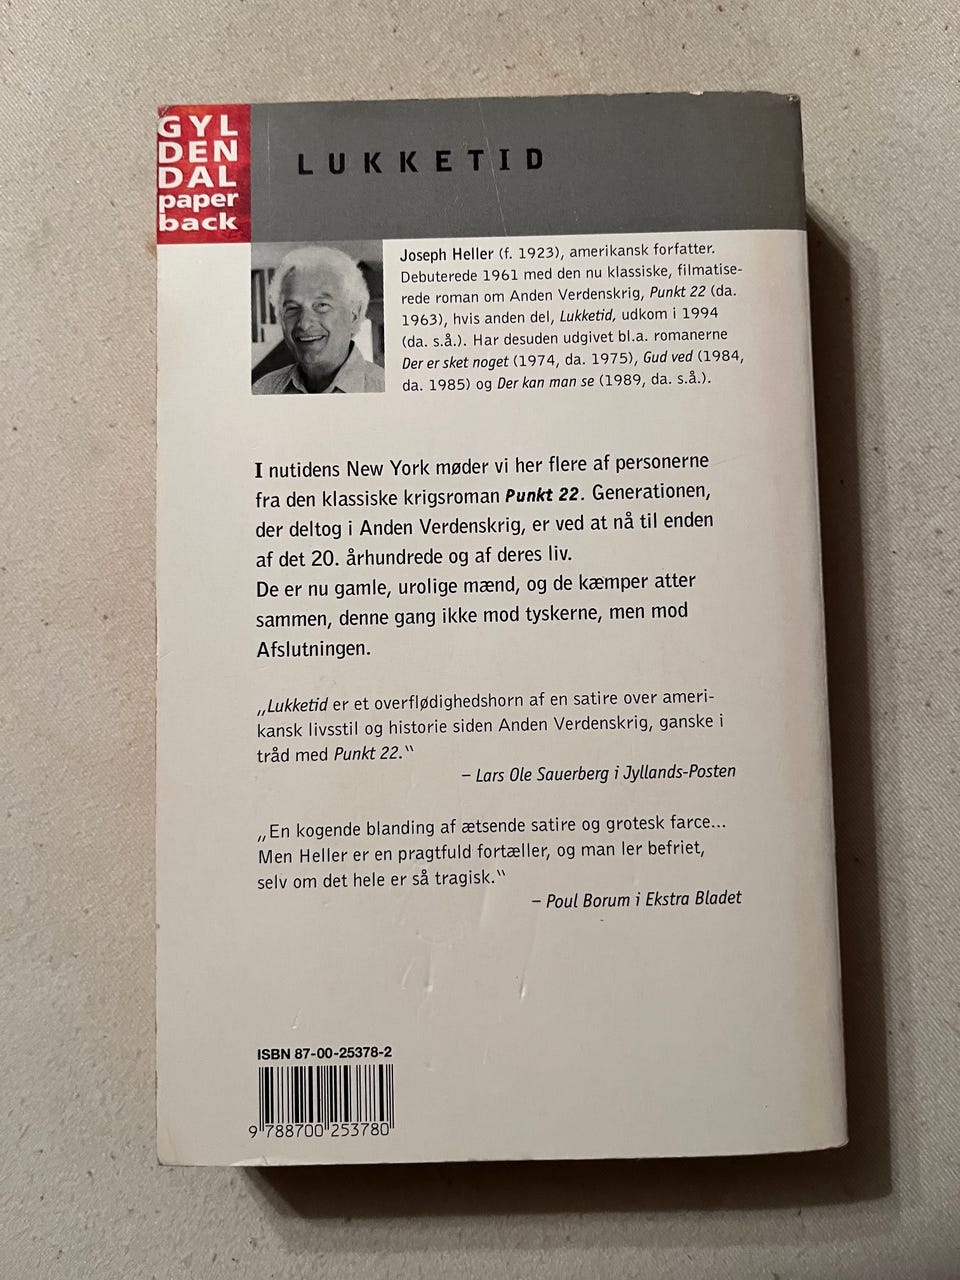 GYL
DEN
DAL
paper
back
LUKKETID
Joseph Heller (f. 1923), amerikansk forfatter.
Debuterede 1961 med den nu klassiske, filmatise-
rede roman om Anden Verdenskrig, Punkt 22 (da.
1963), hvis anden del, Lukketid, udkom i 1994
(da. s.å.). Har desuden udgivet bl.a. romanerne
Der er sket noget (1974, da. 1975), Gud ved (1984,
da. 1985) og Der kan man se (1989, da. s.å.).
I nutidens New York møder vi her flere af personerne
fra den klassiske krigsroman Punkt 22. Generationen,
der deltog i Anden Verdenskrig, er ved at nå til enden
af det 20. århundrede og af deres liv.
De er nu gamle, urolige mænd, og de kæmper atter
sammen, denne gang ikke mod tyskerne, men mod
Afslutningen.
„Lukketid er et overflødighedshorn af en satire over ameri-
kansk livsstil og historie siden Anden Verdenskrig, ganske i
tråd med Punkt 22.‟
– Lars Ole Sauerberg i Jyllands-Posten
„En kogende blanding af ætsende satire og grotesk farce...
Men Heller er en pragtfuld fortæller, og man ler befriet,
selv om det hele er så tragisk.‟
– Poul Borum i Ekstra Bladet
ISBN 87-00-25378-2
9 788700 253780